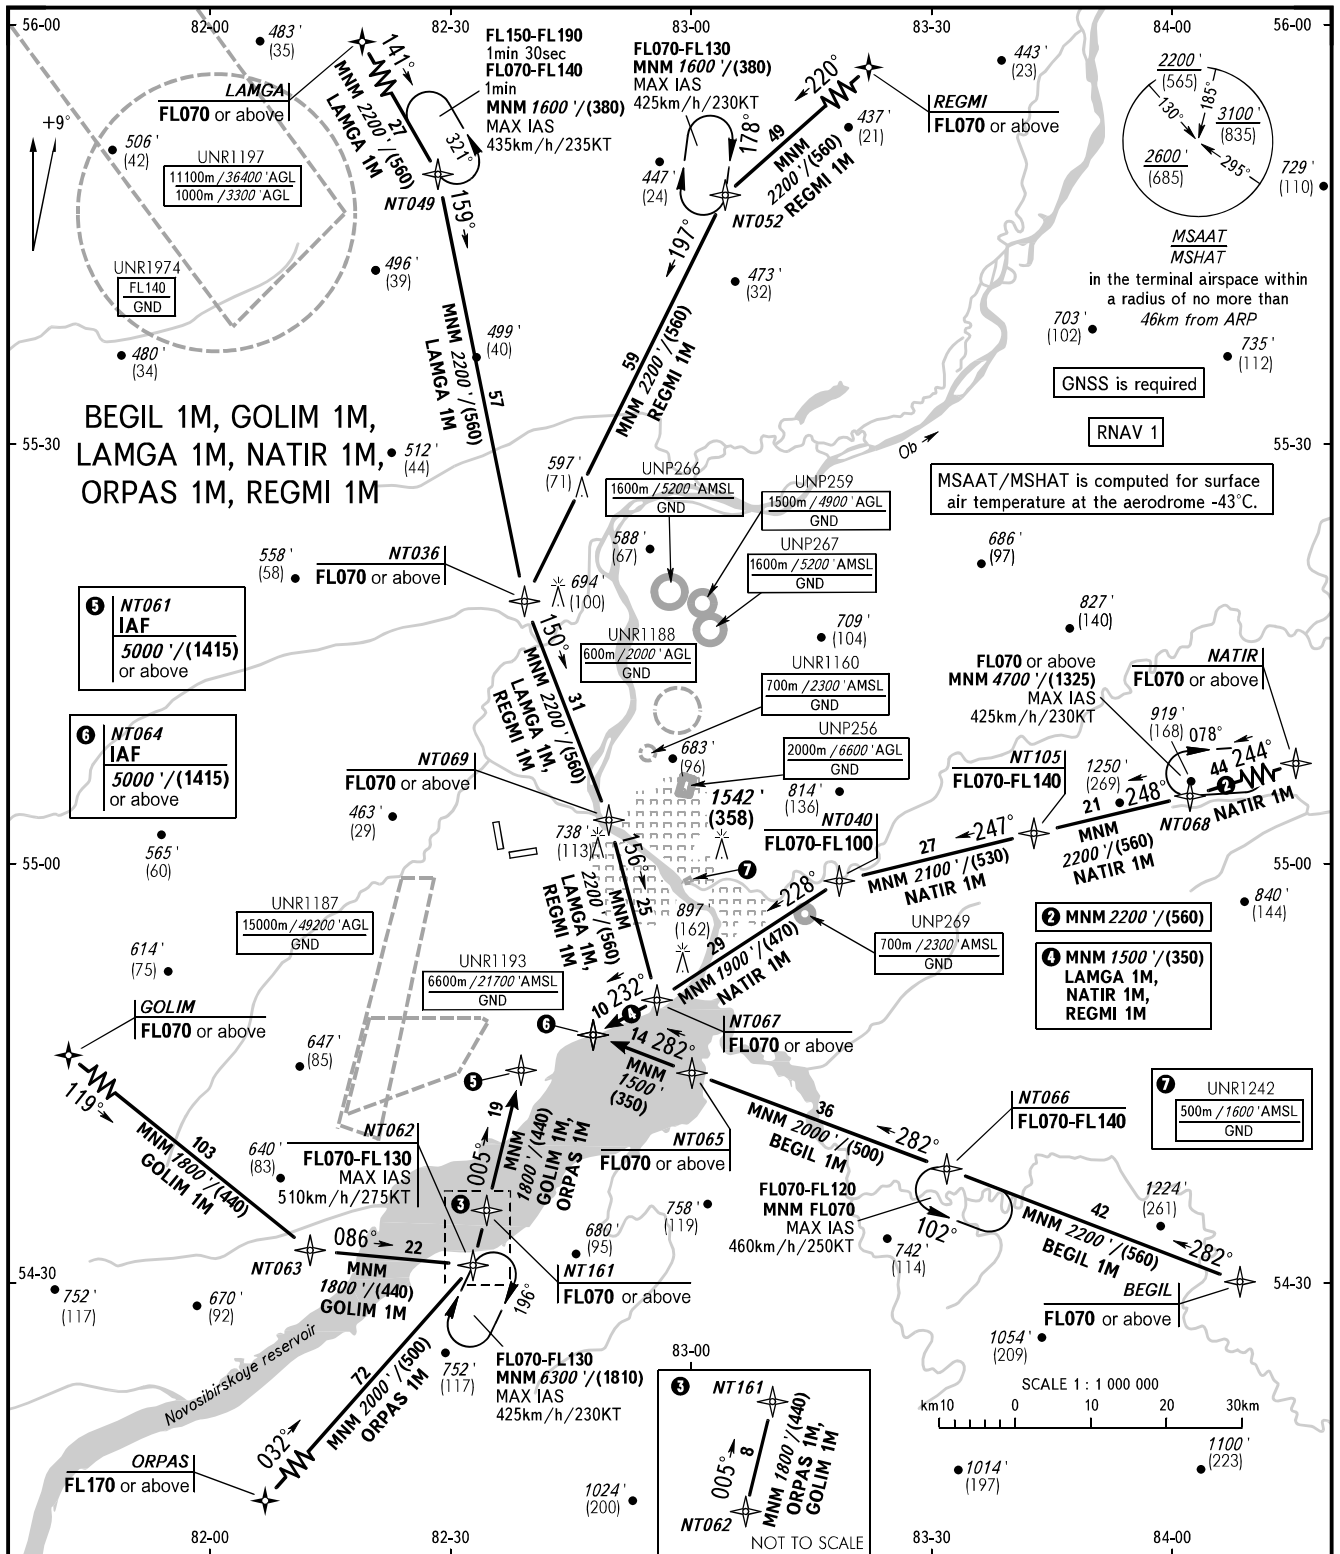 56-00
82-00
82-30
83-00
83-30
84-00
56-00
483'
(35)
LAMGA
FL070 or above
141°
MNM 2200'/(560)
27
LAMGA 1M
321°
FL150-FL190
1min 30sec
FL070-FL140
1min
MNM 1600'/(380)
MAX IAS
435km/h/235KT
FL070-FL130
MNM 1600'/(380)
MAX IAS
425km/h/230KT
220°
178°
49
MNM
2200'/(560)
REGMI 1M
437'
(21)
443'
(23)
REGMI
FL070 or above
2200'
(565)
3100'
(835)
2600'
(685)
130°
185°
295°
729'
(110)
MSAAT
MSHAT
in the terminal airspace within
a radius of no more than
46km from ARP
+9°
506'
(42)
UNR1197
11100m/36400'AGL
1000m/3300'AGL
NT049
159°
447'
(24)
NT052
197°
UNR1974
FL140
GND
496'
(39)
473'
(32)
703'
(102)
735'
(112)
480'
(34)
499'
(40)
MNM 2200'/(560)
57
LAMGA 1M
59
MNM 2200'/(560)
REGMI 1M
GNSS is required
RNAV 1
BEGIL 1M, GOLIM 1M,
LAMGA 1M, NATIR 1M,
ORPAS 1M, REGMI 1M
55-30
55-30
512'
(44)
Ob
MSAAT/MSHAT is computed for surface
air temperature at the aerodrome -43°C.
597'
(71)
UNP266
1600m/5200'AMSL
GND
UNP259
1500m/4900'AGL
GND
UNP267
1600m/5200'AMSL
GND
588'
(67)
686'
(97)
558'
(58)
NT036
FL070 or above
694'
(100)
5
NT061
IAF
5000'/(1415)
or above
150°
MNM 2200'/(560)
31
LAMGA 1M,
REGMI 1M
UNR1188
600m/2000'AGL
GND
709'
(104)
827'
(140)
UNR1160
700m/2300'AMSL
GND
FL070 or above
MNM 4700'/(1325)
MAX IAS
425km/h/230KT
NATIR
FL070 or above
6
NT064
IAF
5000'/(1415)
or above
UNP256
2000m/6600'AGL
GND
683'
(96)
919'
(168)
078°
NT069
FL070 or above
NT105
FL070-FL140
1250'
(269)
44
244°
2
NATIR 1M
248°
21
NT068
MNM
2200'/(560)
NATIR 1M
463'
(29)
1542'
(358)
814'
(136)
NT040
FL070-FL100
565'
(60)
738'
(113)
156°
7
27
247°
MNM 2100'/(530)
NATIR 1M
55-00
55-00
MNM
2200'/(560)
25
LAMGA 1M,
REGMI 1M
897'
(162)
228°
29
MNM 1900'/(470)
NATIR 1M
840'
(144)
2 MNM 2200'/(560)
UNR1187
15000m/49200'AGL
GND
UNP269
700m/2300'AMSL
GND
4 MNM 1500'/(350)
LAMGA 1M,
NATIR 1M,
REGMI 1M
614'
(75)
UNR1193
6600m/21700'AMSL
GND
GOLIM
FL070 or above
10
232°
4
6
NT067
FL070 or above
647'
(85)
14
282°
MNM
1500'
(350)
5
119°
103
MNM 1800'/(440)
GOLIM 1M
19
005°
MNM
1800'/(440)
GOLIM 1M,
ORPAS 1M
36
MNM 2000'/(500)
BEGIL 1M
282°
NT066
FL070-FL140
7
UNR1242
500m/1600'AMSL
GND
NT062
FL070-FL130
MAX IAS
510km/h/275KT
NT065
FL070 or above
640'
(83)
3
FL070-FL120
MNM FL070
MAX IAS
460km/h/250KT
102°
42
MNM 2200'/(560)
BEGIL 1M
1224'
(261)
282°
758'
(119)
742'
(114)
680'
(95)
086°
22
NT063
MNM
1800'/(440)
GOLIM 1M
NT161
FL070 or above
196°
54-30
54-30
752'
(117)
670'
(92)
BEGIL
FL070 or above
Novosibirskoye reservoir
72
MNM 2000'/(500)
ORPAS 1M
752'
(117)
FL070-FL130
MNM 6300'/(1810)
MAX IAS
425km/h/230KT
1054'
(209)
83-00
3
NT161
005°
8
MNM 1800'/(440)
ORPAS 1M,
GOLIM 1M
NT062
NOT TO SCALE
SCALE 1 : 1 000 000
km10
0
10
20
30km
032°
ORPAS
FL170 or above
1024'
(200)
1014'
(197)
1100'
(223)
82-00
82-30
83-30
84-00